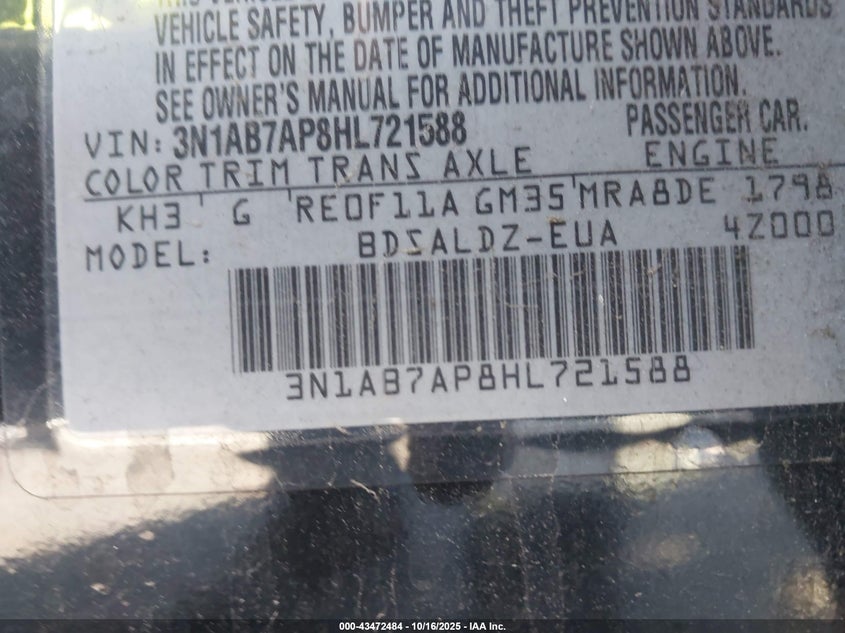 VEHICLE SAFETY, BUMPER AND THEFT PREVENTION STANDARDS
IN EFFECT ON THE DATE OF MANUFACTURE SHOWN ABOVE.
SEE OWNER'S MANUAL FOR ADDITIONAL INFORMATION.
VIN: 3N1AB7AP8HL721588 PASSENGER CAR.
COLOR TRIM TRANS AXLE ENGINE
KH3 G RE0F11A GM35 MRA8DE 1798
MODEL: BDSALDZ-EUA 4Z000
3N1AB7AP8HL721588
000-43472484 - 10/16/2025 - IAA Inc.